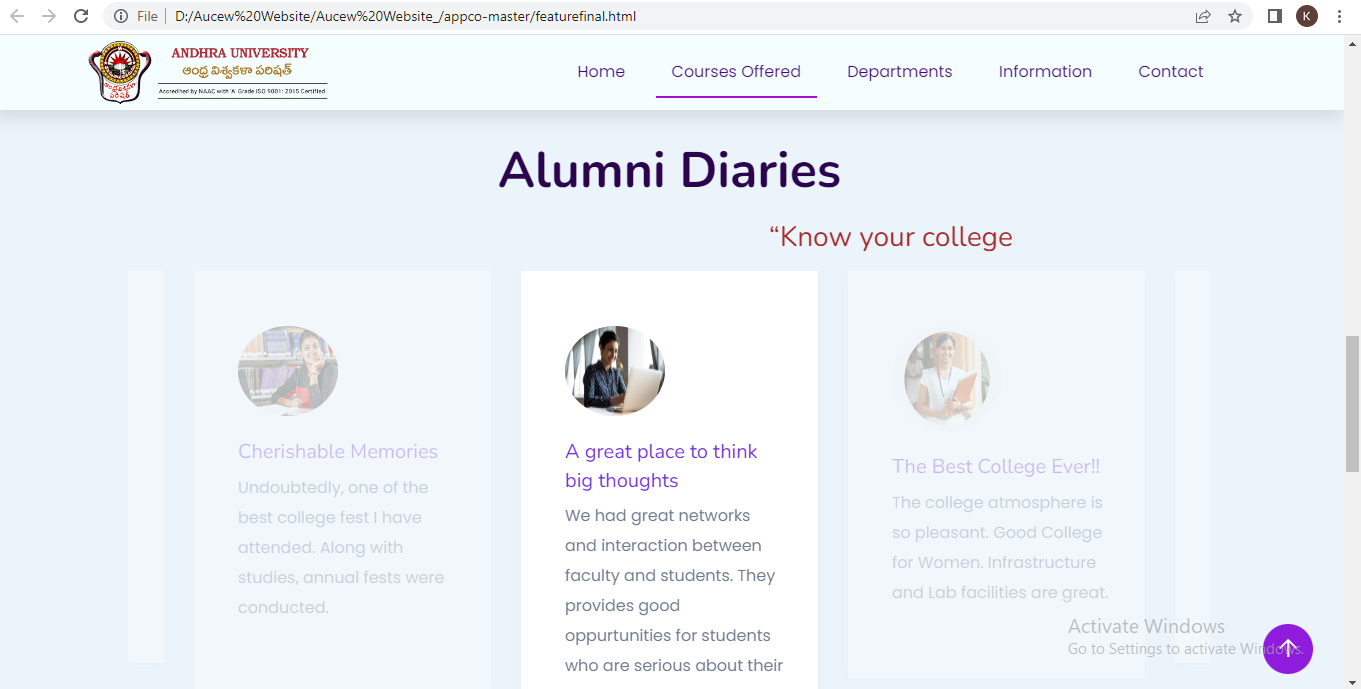 File
D:/Aucew%20Website/Aucew%20Website_/appco-master/featurefinal.html
K
ANDHRA UNIVERSITY
ఆంధ్ర విశ్వకళా పరిషత్
Accredited by NAAC with 'A' Grade ISO 9001: 2015 Certified
Home
Courses Offered
Departments
Information
Contact
Alumni Diaries
“Know your college
Cherishable Memories
Undoubtedly, one of the
best college fest I have
attended. Along with
studies, annual fests were
conducted.
A great place to think
big thoughts
We had great networks
and interaction between
faculty and students. They
provides good
oppurtunities for students
who are serious about their
The Best College Ever!!
The college atmosphere is
so pleasant. Good College
for Women. Infrastructure
and Lab facilities are great.
Activate Windows
Go to Settings to activate Windows.